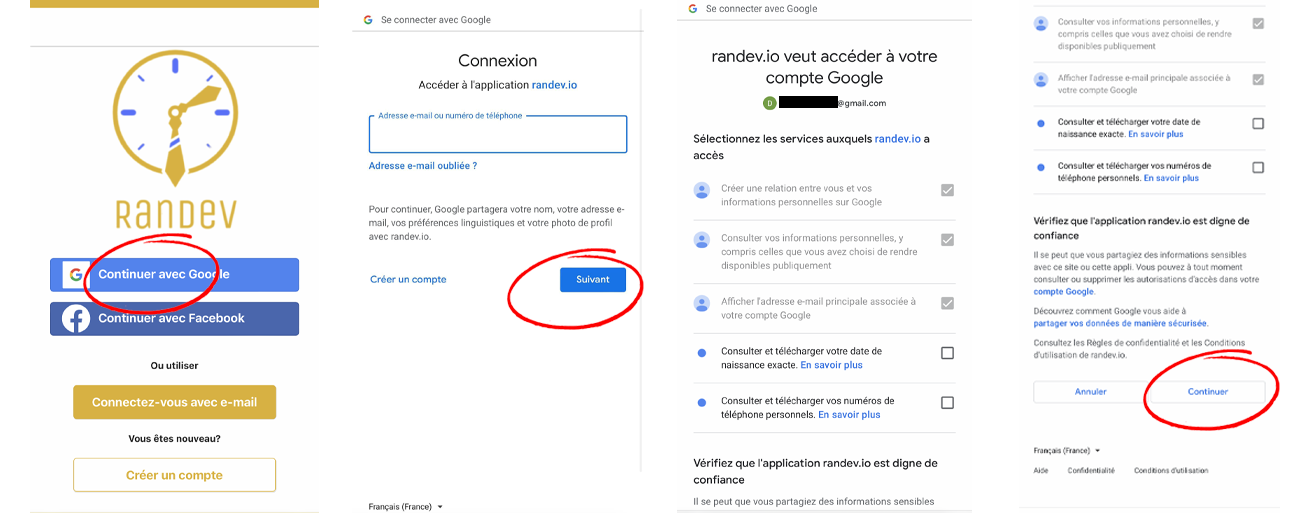 RANDEV
Continuer avec Google
Continuer avec Facebook
Ou utiliser
Connectez-vous avec e-mail
Vous êtes nouveau?
Créer un compte
Se connecter avec Google
Connexion
Accéder à l'application randev.io
Adresse e-mail ou numéro de téléphone
Adresse e-mail oubliée ?
Pour continuer, Google partagera votre nom, votre adresse e-
mail, vos préférences linguistiques et votre photo de profil
avec randev.io.
Créer un compte
Suivant
Français (France)
Se connecter avec Google
randev.io veut accéder à votre
compte Google
D @gmail.com
Sélectionnez les services auxquels randev.io a
accès
Créer une relation entre vous et vos
informations personnelles sur Google
Consulter vos informations personnelles, y
compris celles que vous avez choisi de rendre
disponibles publiquement
Afficher l'adresse e-mail principale associée à
votre compte Google
Consulter et télécharger votre date de
naissance exacte. En savoir plus
Consulter et télécharger vos numéros de
téléphone personnels. En savoir plus
Vérifiez que l'application randev.io est digne de
confiance
Il se peut que vous partagiez des informations sensibles
Consulter vos informations personnelles, y
compris celles que vous avez choisi de rendre
disponibles publiquement
Afficher l'adresse e-mail principale associée à
votre compte Google
Consulter et télécharger votre date de
naissance exacte. En savoir plus
Consulter et télécharger vos numéros de
téléphone personnels. En savoir plus
Vérifiez que l'application randev.io est digne de
confiance
Il se peut que vous partagiez des informations sensibles
avec ce site ou cette appli. Vous pouvez à tout moment
consulter ou supprimer les autorisations d'accès dans votre
compte Google.
Découvrez comment Google vous aide à
partager vos données de manière sécurisée.
Consultez les Règles de confidentialité et les Conditions
d'utilisation de randev.io.
Annuler
Continuer
Français (France)
Aide Confidentialité Conditions d'utilisation